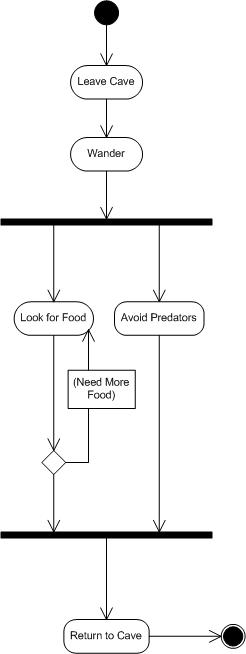 Leave Cave
Wander
Look for Food
Avoid Predators
(Need More
Food)
Return to Cave